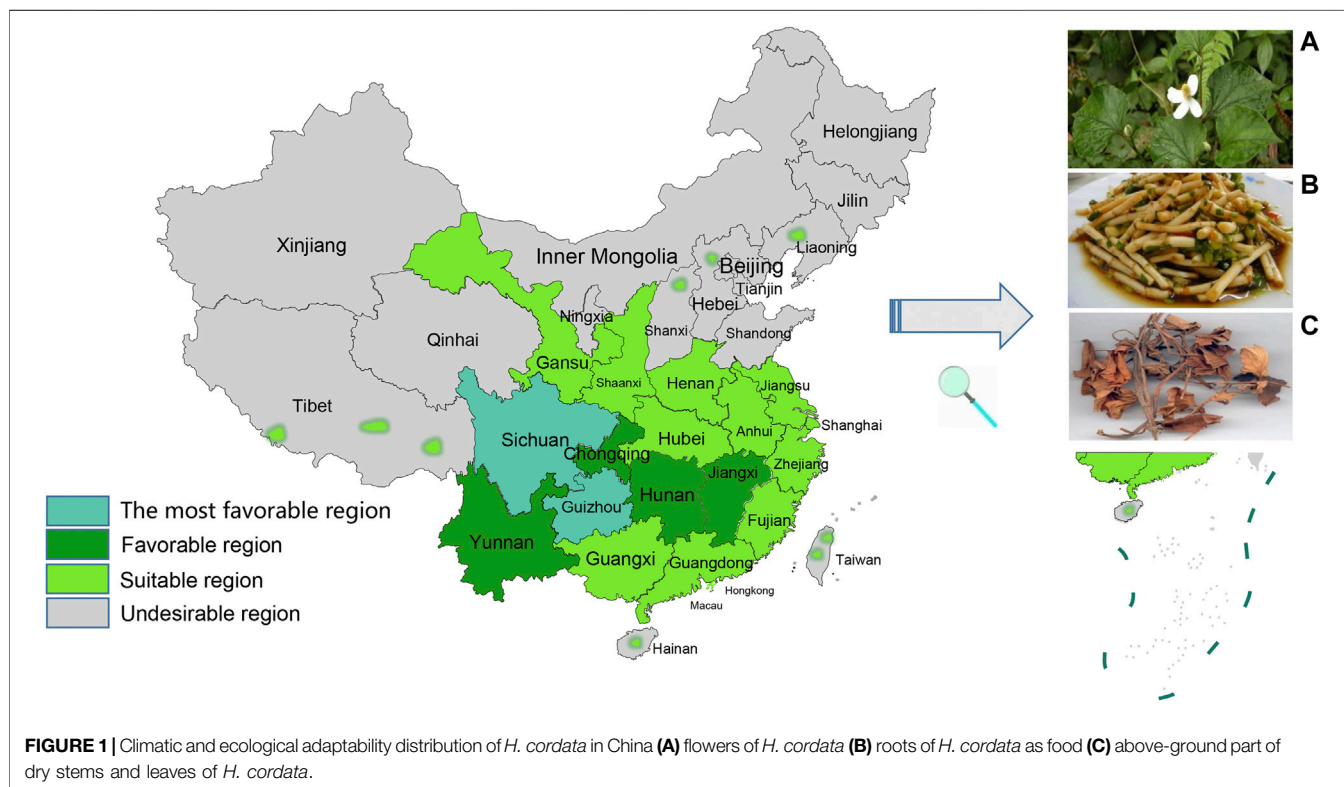 A
Helongjiang
Jilin
B
Xinjiang
Liaoning
Inner Mongolia
Beijing
Tianjin
Hebei
Ningxia
Shanxi
Shandong
C
Qinhai
Gansu
Shaanxi
Henan
Jiangsu
Tibet
Shanghai
Anhui
Hubei
Sichuan
Chongqing
Zhejiang
Jiangxi
Hunan
Guizhou
Fujian
The most favorable region
Favorable region
Suitable region
Undesirable region
Yunnan
Guangxi
Guangdong
Taiwan
Hongkong
Macau
Hainan
FIGURE 1 | Climatic and ecological adaptability distribution of H. cordata in China (A) flowers of H. cordata (B) roots of H. cordata as food (C) above-ground part of
dry stems and leaves of H. cordata.